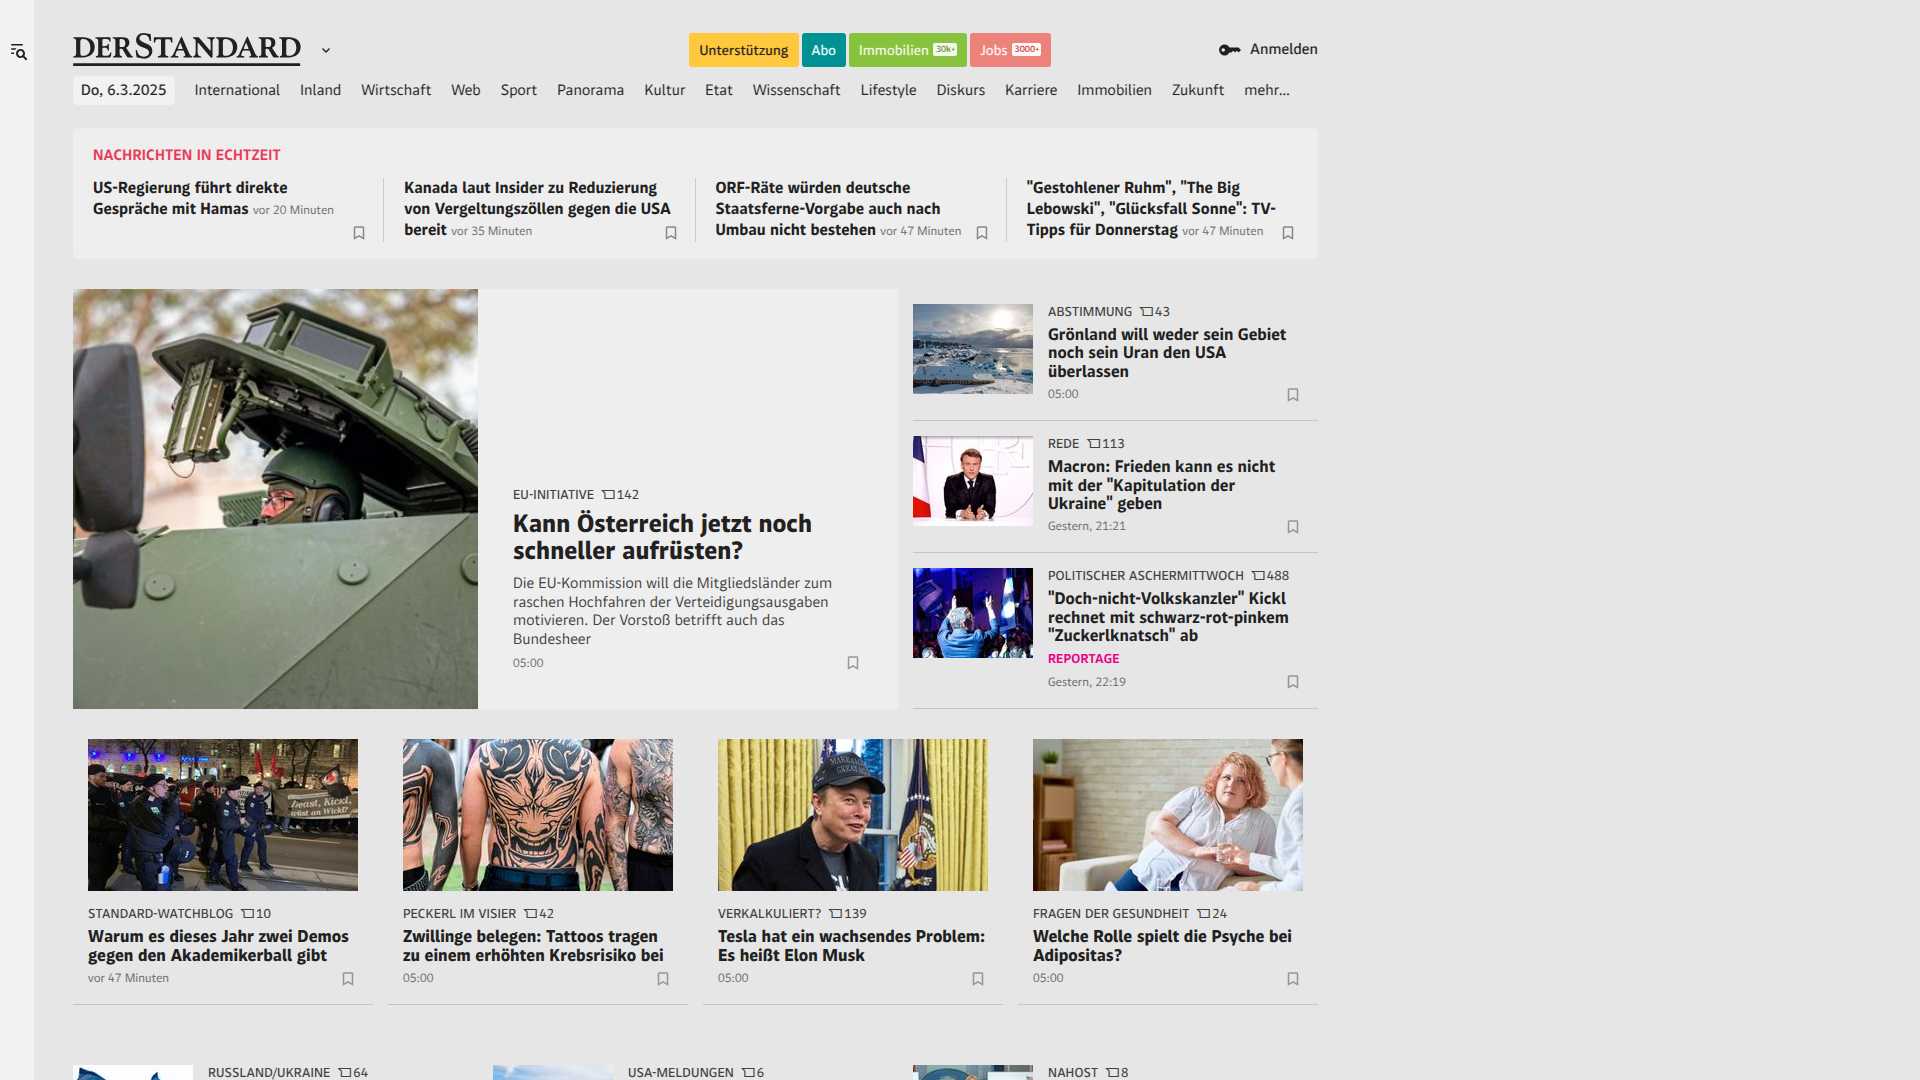 DERSTANDARD
Unterstützung
Abo
Immobilien 30k+
Jobs 3000+
Anmelden
Do, 6.3.2025
International
Inland
Wirtschaft
Web
Sport
Panorama
Kultur
Etat
Wissenschaft
Lifestyle
Diskurs
Karriere
Immobilien
Zukunft
mehr...
NACHRICHTEN IN ECHTZEIT
US-Regierung führt direkte
Gespräche mit Hamas vor 20 Minuten
Kanada laut Insider zu Reduzierung
von Vergeltungszöllen gegen die USA
bereit vor 35 Minuten
ORF-Räte würden deutsche
Staatsferne-Vorgabe auch nach
Umbau nicht bestehen vor 47 Minuten
"Gestohlener Ruhm", "The Big
Lebowski", "Glücksfall Sonne": TV-
Tipps für Donnerstag vor 47 Minuten
EU-INITIATIVE 142
Kann Österreich jetzt noch
schneller aufrüsten?
Die EU-Kommission will die Mitgliedsländer zum
raschen Hochfahren der Verteidigungsausgaben
motivieren. Der Vorstoß betrifft auch das
Bundesheer
05:00
ABSTIMMUNG 43
Grönland will weder sein Gebiet
noch sein Uran den USA
überlassen
05:00
REDE 113
Macron: Frieden kann es nicht
mit der "Kapitulation der
Ukraine" geben
Gestern, 21:21
POLITISCHER ASCHERMITTWOCH 488
"Doch-nicht-Volkskanzler" Kickl
rechnet mit schwarz-rot-pinkem
"Zuckerlknatsch" ab
REPORTAGE
Gestern, 22:19
STANDARD-WATCHBLOG 10
Warum es dieses Jahr zwei Demos
gegen den Akademikerball gibt
vor 47 Minuten
PECKERL IM VISIER 42
Zwillinge belegen: Tattoos tragen
zu einem erhöhten Krebsrisiko bei
05:00
VERKALKULIERT? 139
Tesla hat ein wachsendes Problem:
Es heißt Elon Musk
05:00
FRAGEN DER GESUNDHEIT 24
Welche Rolle spielt die Psyche bei
Adipositas?
05:00
RUSSLAND/UKRAINE 64
USA-MELDUNGEN 6
NAHOST 8